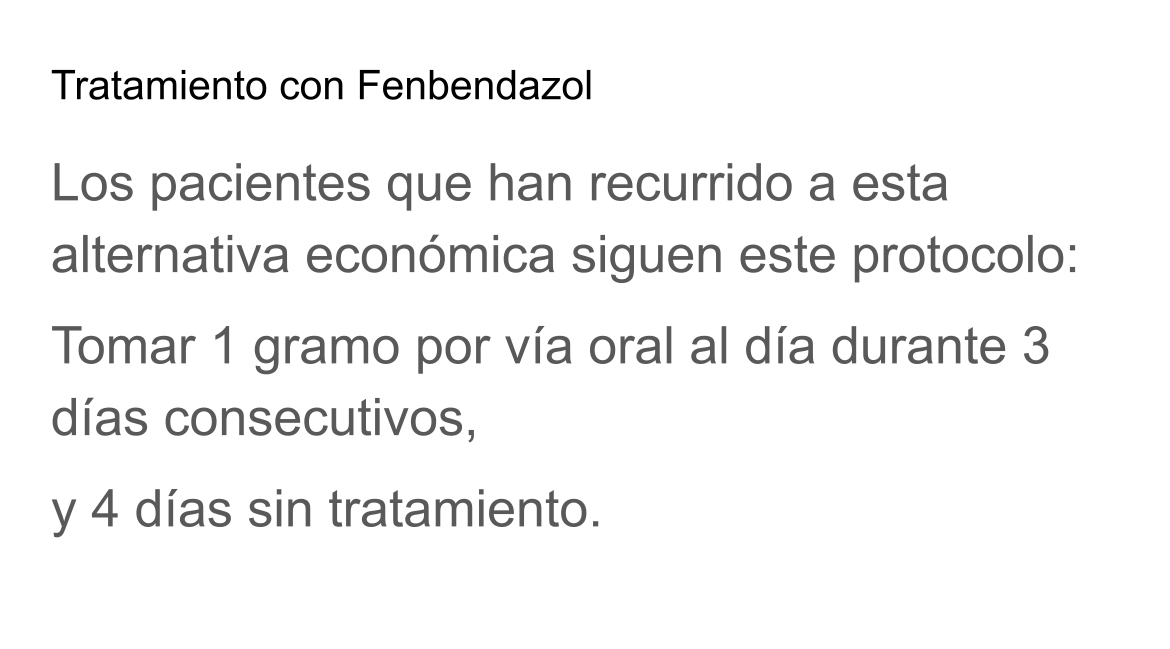 Tratamiento con Fenbendazol
Los pacientes que han recurrido a esta
alternativa económica siguen este protocolo:
Tomar 1 gramo por vía oral al día durante 3
días consecutivos,
y 4 días sin tratamiento.